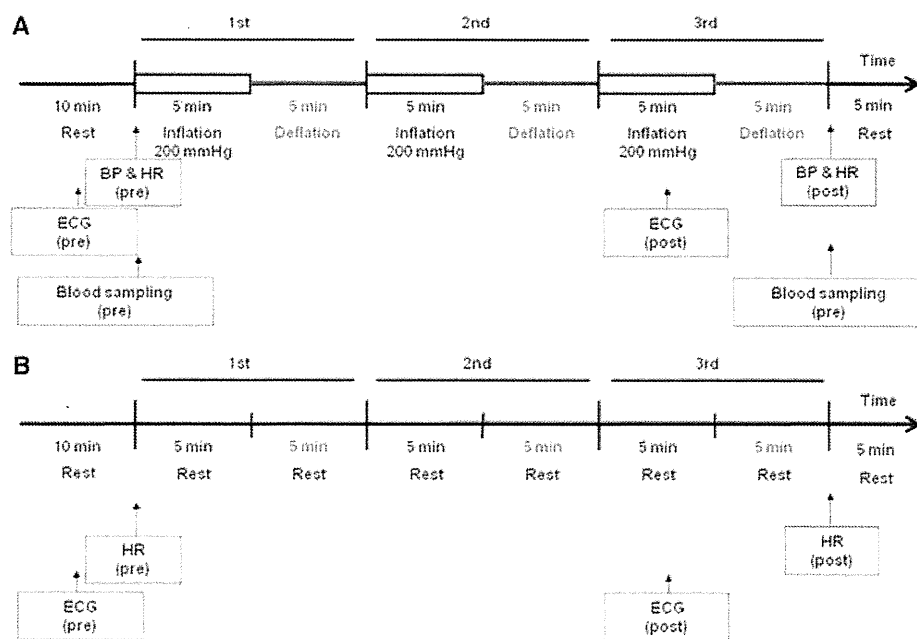 A
1st 2nd 3rd
Time
10 min 5 min 5 min 5 min 5 min 5 min 5 min 5 min
Rest Inflation Deflation Inflation Deflation Inflation Deflation Rest
200 mmHg 200 mmHg 200 mmHg
BP & HR
(pre)
BP & HR
(post)
ECG
(pre)
ECG
(post)
Blood sampling
(pre)
Blood sampling
(pre)
B
1st 2nd 3rd
Time
10 min 5 min 5 min 5 min 5 min 5 min 5 min 5 min
Rest Rest Rest Rest Rest Rest Rest Rest
HR
(pre)
HR
(post)
ECG
(pre)
ECG
(post)